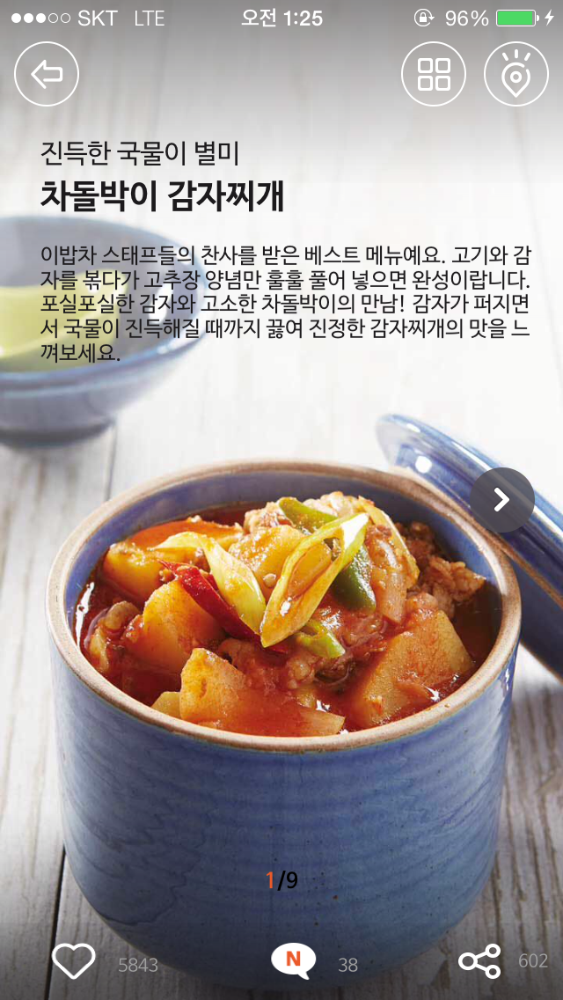 SKT LTE 오전 1:25 96%
진득한 국물이 별미
차돌박이 감자찌개
이밥차 스태프들의 찬사를 받은 베스트 메뉴예요. 고기와 감
자를 볶다가 고추장 양념만 훌훌 풀어 넣으면 완성이랍니다.
포실포실한 감자와 고소한 차돌박이의 만남! 감자가 퍼지면
서 국물이 진득해질 때까지 끓여 진정한 감자찌개의 맛을 느
껴보세요.
1/9
5843 N 38 602